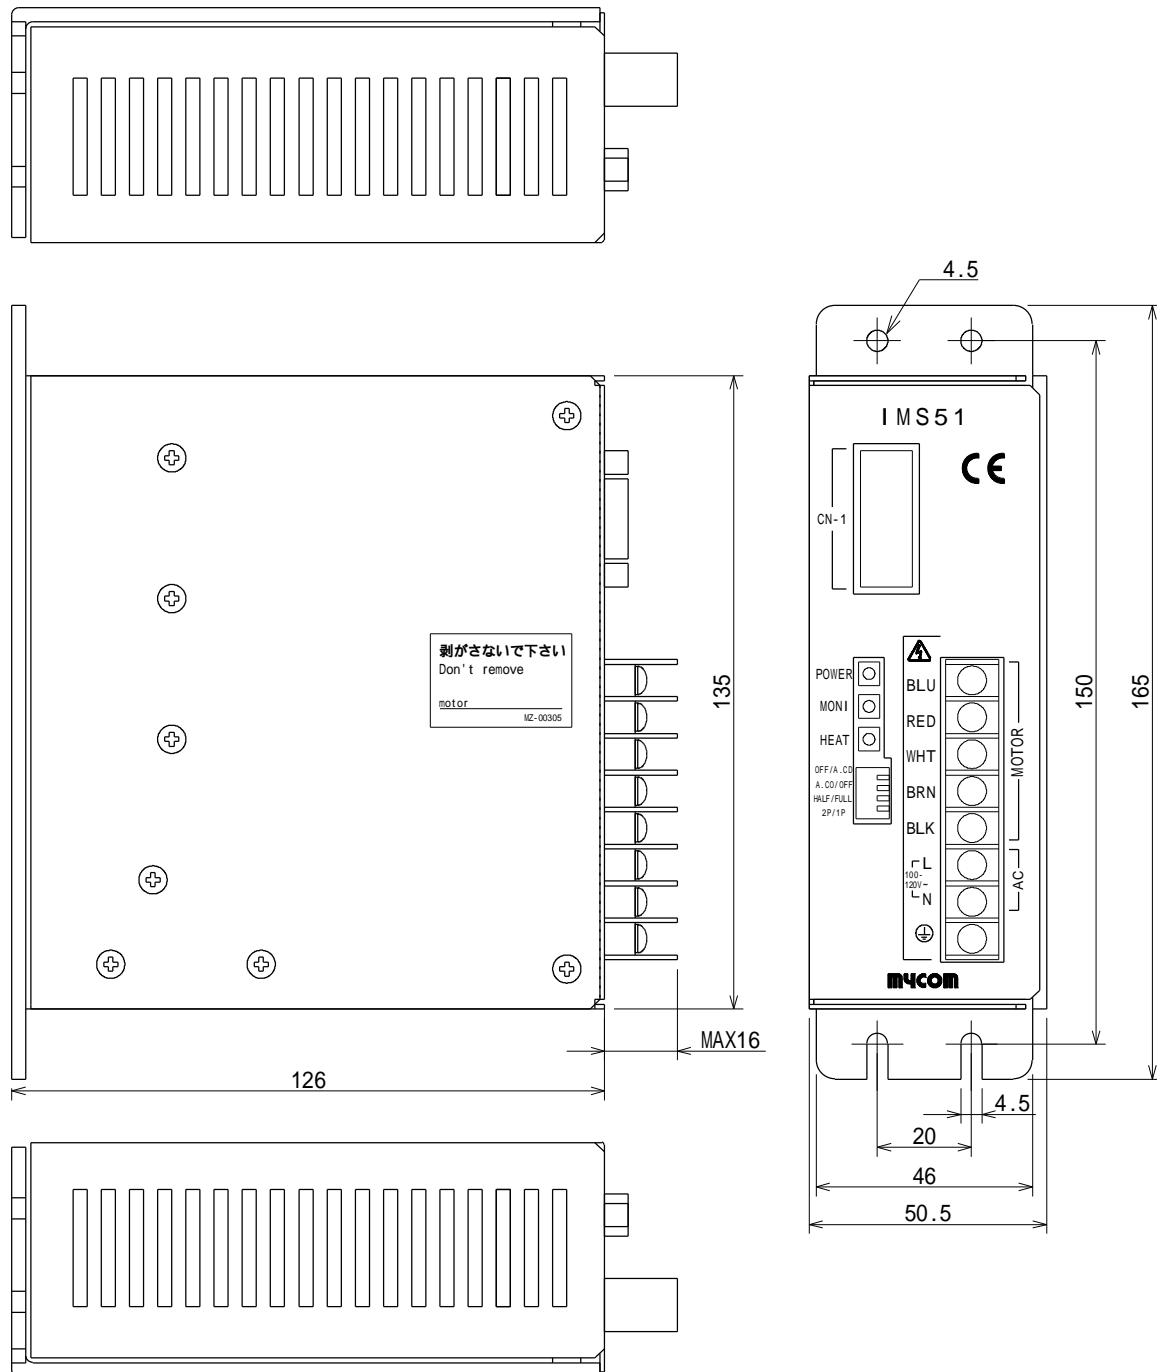 4.5
IMS51
CE
CN-1
135
150
165
剥がさないで下さい
Don't remove
motor
MZ-00305
POWER
MONI
HEAT
OFF/A.CD
A.CO/OFF
HALF/FULL
2P/1P
BLU
RED
WHT
BRN
BLK
MOTOR
L
100-
120V~
N
AC
mycom
MAX16
126
4.5
20
46
50.5